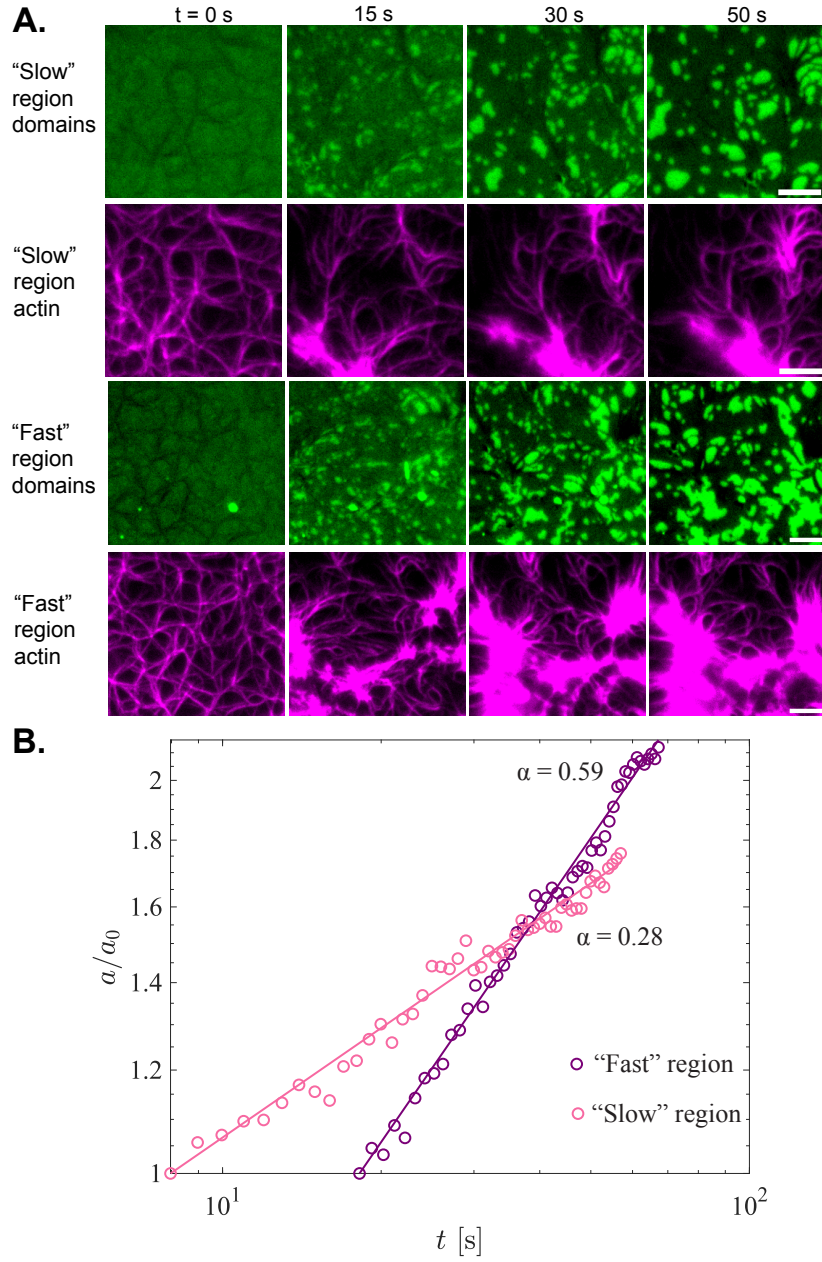 A.
t = 0 s 15 s 30 s 50 s
“Slow”
region
domains
“Slow”
region
actin
“Fast”
region
domains
“Fast”
region
actin
B.
2
1.8
1.6
1.4
1.2
1
a/a₀
α = 0.59
α = 0.28
“Fast” region
“Slow” region
10¹ 10²
t [s]